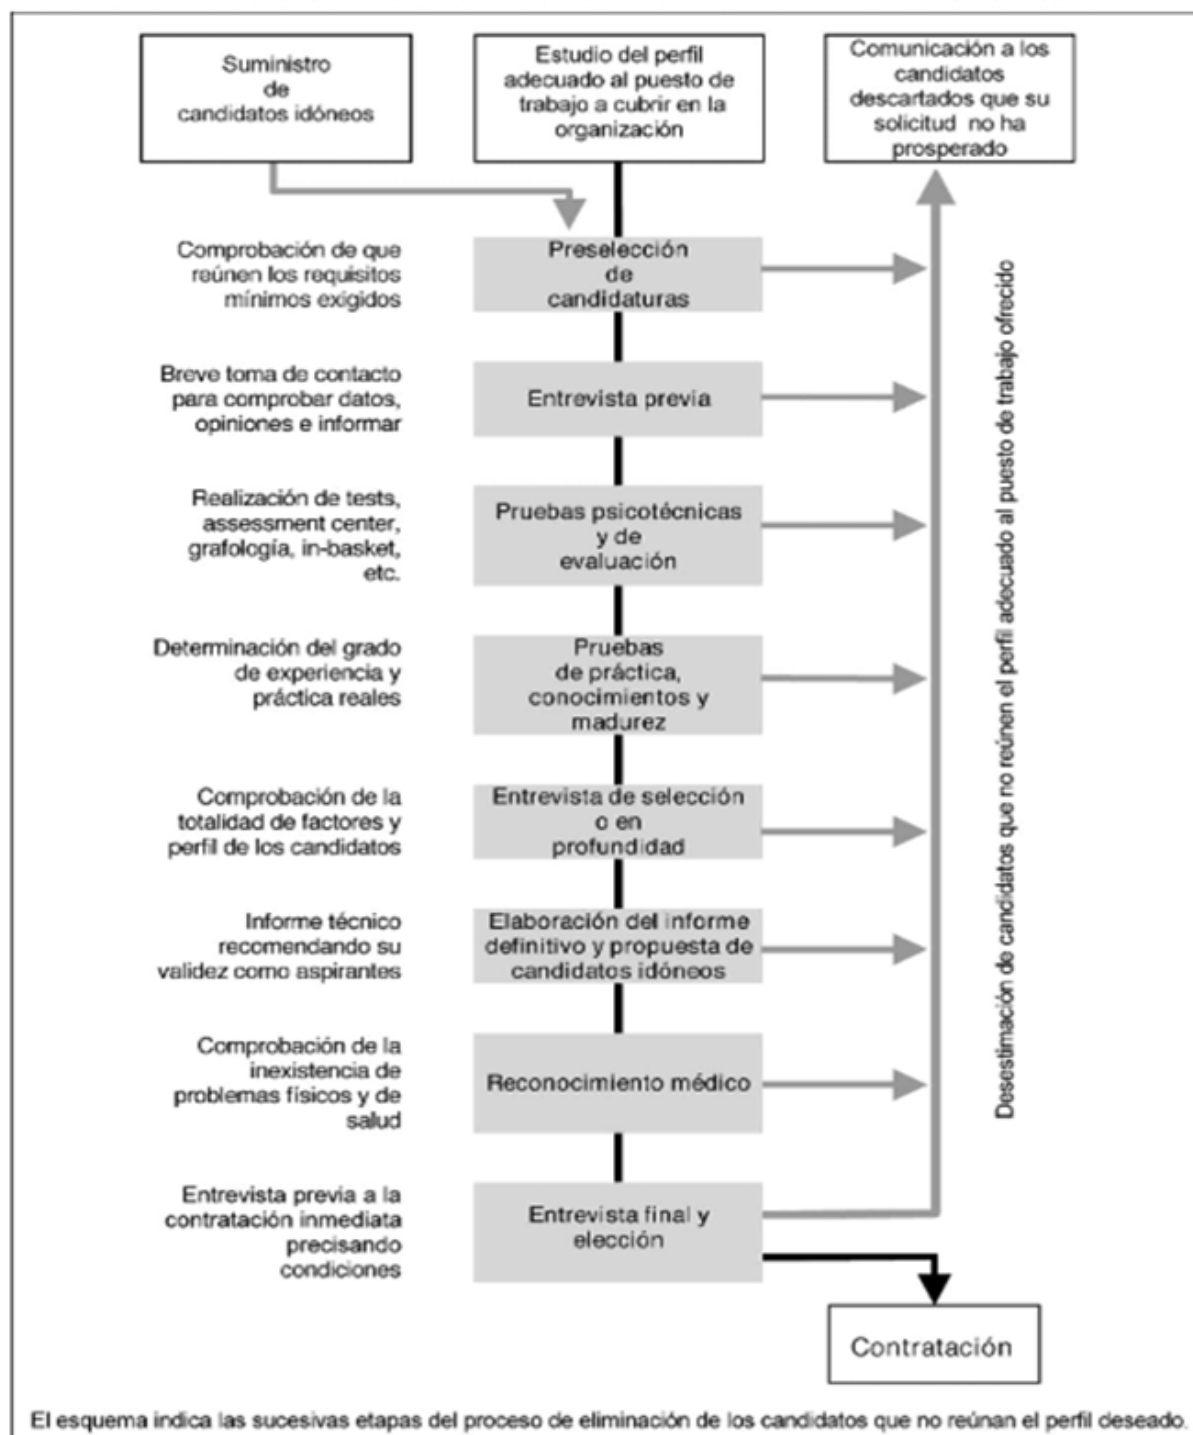 Suministro
de
candidatos idóneos
Estudio del perfil
adecuado al puesto de
trabajo a cubrir en la
organización
Comunicación a los
candidatos
descartados que su
solicitud no ha
prosperado
Comprobación de que
reúnen los requisitos
mínimos exigidos
Preselección
de
candidaturas
Breve toma de contacto
para comprobar datos,
opiniones e informar
Entrevista previa
Realización de tests,
assessment center,
grafología, in-basket,
etc.
Pruebas psicotécnicas
y de
evaluación
Determinación del grado
de experiencia y
práctica reales
Pruebas
de práctica,
conocimientos y
madurez
Comprobación de la
totalidad de factores y
perfil de los candidatos
Entrevista de selección
o en
profundidad
Informe técnico
recomendando su
validez como aspirantes
Elaboración del informe
definitivo y propuesta de
candidatos idóneos
Comprobación de la
inexistencia de
problemas físicos y de
salud
Reconocimiento médico
Entrevista previa a la
contratación inmediata
precisando
condiciones
Entrevista final y
elección
Desestimación de candidatos que no reúnen el perfil adecuado al puesto de trabajo ofrecido
Contratación
El esquema indica las sucesivas etapas del proceso de eliminación de los candidatos que no reúnan el perfil deseado.